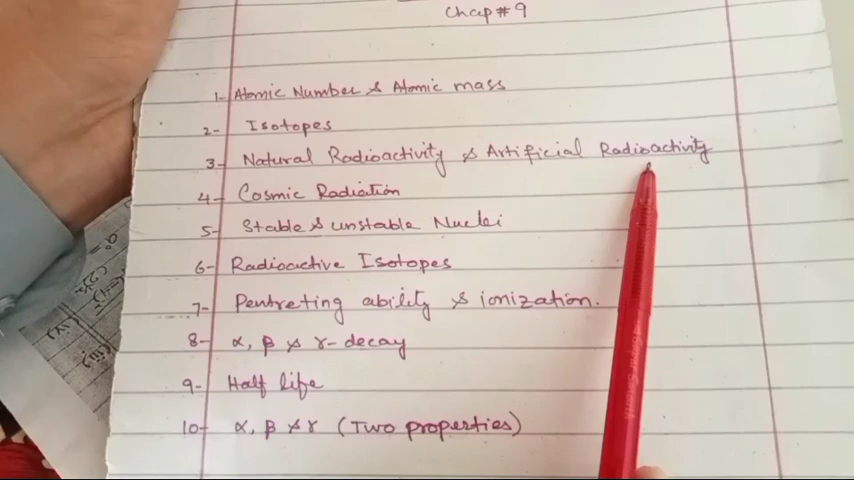 Chap # 9
1- Atomic Number & Atomic mass
2- Isotopes
3- Natural Radioactivity & Artificial Radioactivity
4- Cosmic Radiation
5- Stable & unstable Nuclei
6- Radioactive Isotopes
7- Pentreting ability & ionization.
8- α, β & γ-decay
9- Half life
10- α, β & γ (Two properties)